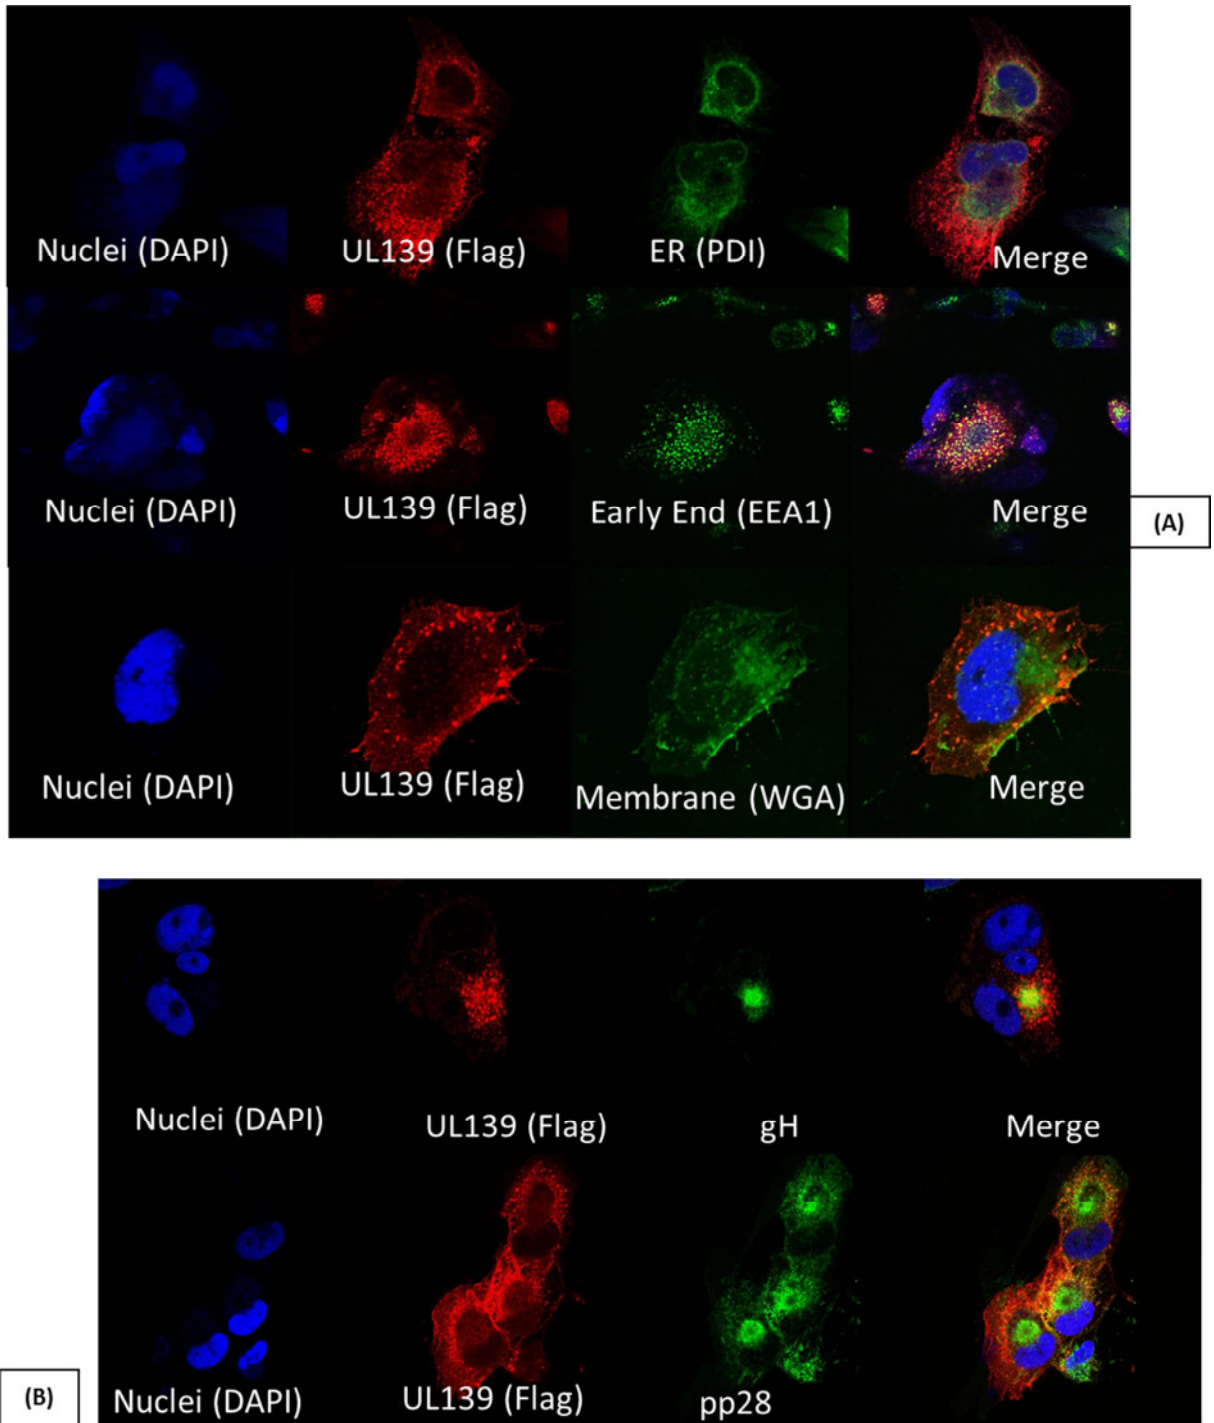 Nuclei (DAPI) UL139 (Flag) ER (PDI) Merge
Nuclei (DAPI) UL139 (Flag) Early End (EEA1) Merge
(A)
Nuclei (DAPI) UL139 (Flag) Membrane (WGA) Merge
Nuclei (DAPI) UL139 (Flag) gH Merge
(B)
Nuclei (DAPI) UL139 (Flag) pp28